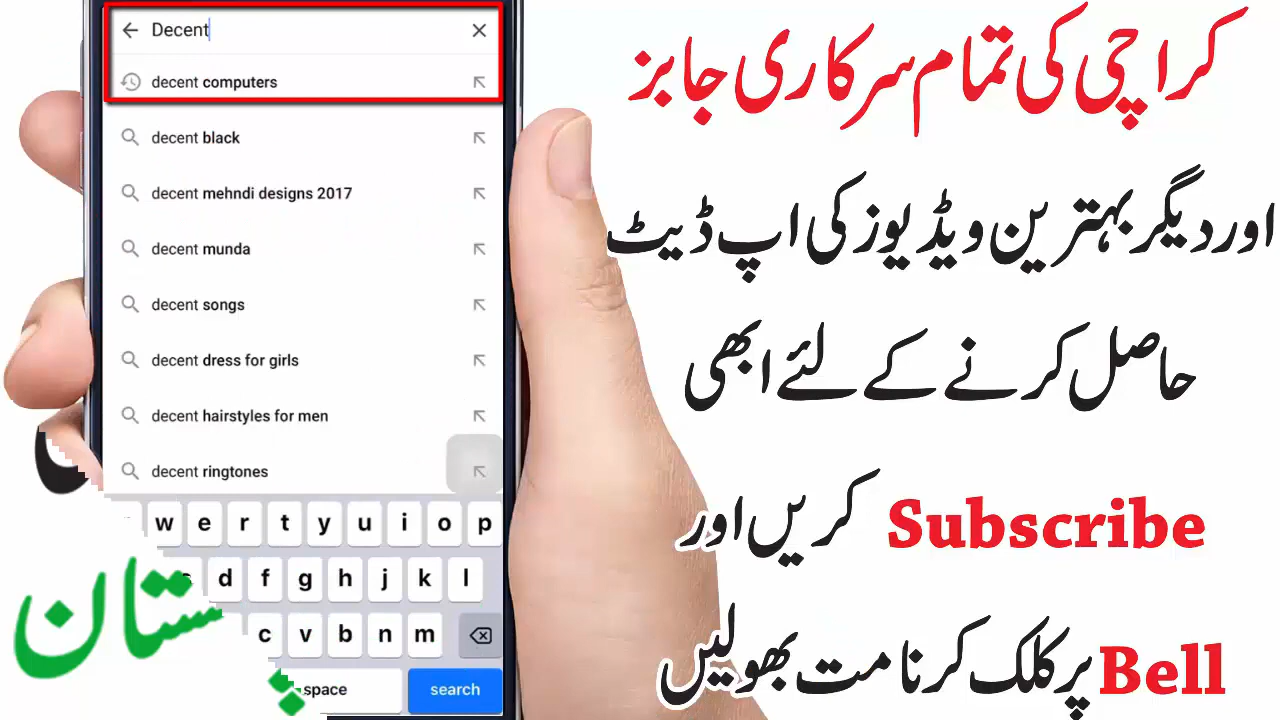 Decent
decent computers
decent black
decent mehndi designs 2017
decent munda
decent songs
decent dress for girls
decent hairstyles for men
decent ringtones
w e r t y u i o p
d f g h j k l
c v b n m
space search
کراچی کی تمام سرکاری جابز
اور دیگر بہترین ویڈیوز کی اپ ڈیٹ
حاصل کرنے کے لئے ابھی
Subscribe کریں اور
Bell پر کلک کرنا مت بھولیں